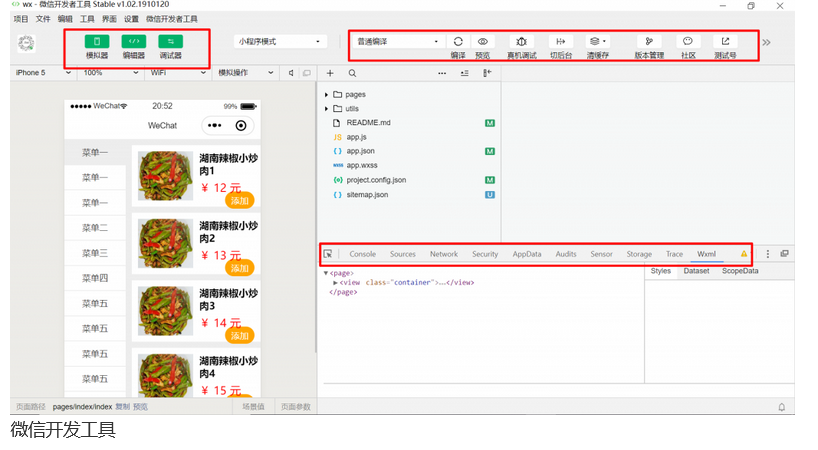 wx - 微信开发者工具 Stable v1.02.1910120
项目 文件 编辑 工具 界面 设置 微信开发者工具
模拟器 编辑器 调试器 小程序模式 普通编译 编译 预览 真机调试 切后台 清缓存 版本管理 社区 测试号
iPhone 5 100% WiFi 模拟操作
WeChat 20:52 99%
WeChat
菜单一
菜单一
菜单一
菜单二
菜单三
菜单四
菜单五
菜单五
菜单五
菜单五
湖南辣椒小炒肉1
¥ 12 元
添加
湖南辣椒小炒肉2
¥ 13 元
添加
湖南辣椒小炒肉3
¥ 14 元
添加
湖南辣椒小炒肉4
¥ 15 元
pages
utils
README.md M
JS app.js
{ } app.json M
wxss app.wxss
{o} project.config.json M
{ } sitemap.json U
Console Sources Network Security AppData Audits Sensor Storage Trace Wxml
<page>
<view class="container">…</view>
</page>
Styles Dataset ScopeData
页面路径 pages/index/index 复制 预览 场景值 页面参数
微信开发工具